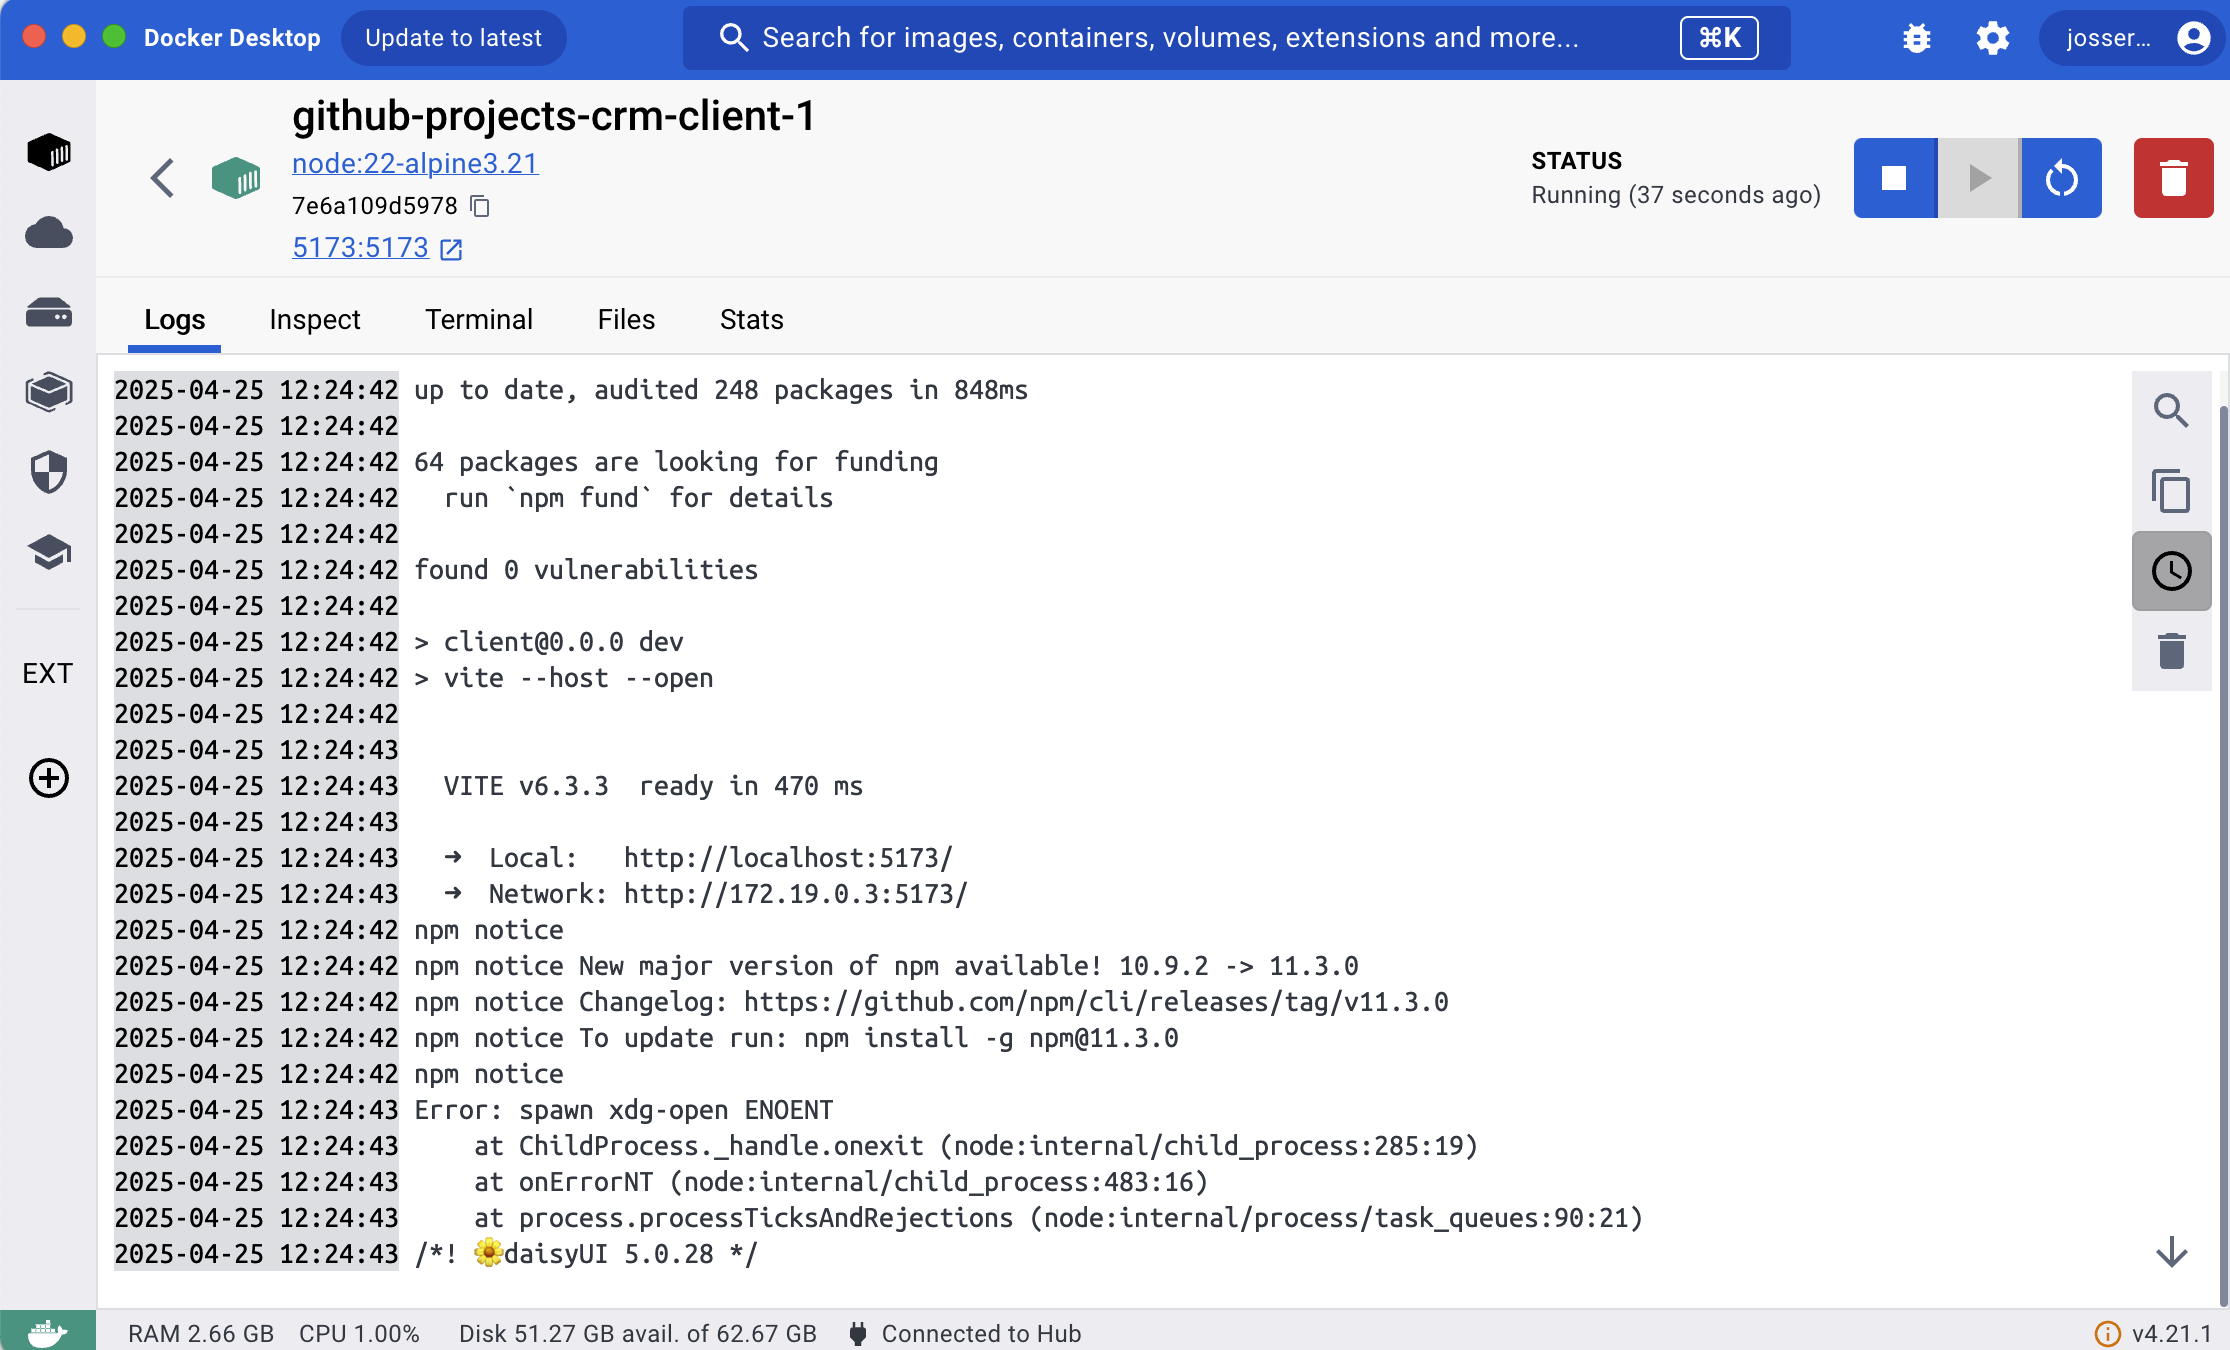 Docker Desktop
Update to latest
Search for images, containers, volumes, extensions and more...
⌘K
josser...
github-projects-crm-client-1
node:22-alpine3.21
7e6a109d5978
5173:5173
STATUS
Running (37 seconds ago)
Logs
Inspect
Terminal
Files
Stats
EXT
2025-04-25 12:24:42 up to date, audited 248 packages in 848ms
2025-04-25 12:24:42
2025-04-25 12:24:42 64 packages are looking for funding
2025-04-25 12:24:42   run `npm fund` for details
2025-04-25 12:24:42
2025-04-25 12:24:42 found 0 vulnerabilities
2025-04-25 12:24:42
2025-04-25 12:24:42 > client@0.0.0 dev
2025-04-25 12:24:42 > vite --host --open
2025-04-25 12:24:42
2025-04-25 12:24:43
2025-04-25 12:24:43   VITE v6.3.3  ready in 470 ms
2025-04-25 12:24:43
2025-04-25 12:24:43   ➜  Local:   http://localhost:5173/
2025-04-25 12:24:43   ➜  Network: http://172.19.0.3:5173/
2025-04-25 12:24:42 npm notice
2025-04-25 12:24:42 npm notice New major version of npm available! 10.9.2 -> 11.3.0
2025-04-25 12:24:42 npm notice Changelog: https://github.com/npm/cli/releases/tag/v11.3.0
2025-04-25 12:24:42 npm notice To update run: npm install -g npm@11.3.0
2025-04-25 12:24:42 npm notice
2025-04-25 12:24:43 Error: spawn xdg-open ENOENT
2025-04-25 12:24:43     at ChildProcess._handle.onexit (node:internal/child_process:285:19)
2025-04-25 12:24:43     at onErrorNT (node:internal/child_process:483:16)
2025-04-25 12:24:43     at process.processTicksAndRejections (node:internal/process/task_queues:90:21)
2025-04-25 12:24:43 /*! 🌼daisyUI 5.0.28 */
RAM 2.66 GB
CPU 1.00%
Disk 51.27 GB avail. of 62.67 GB
Connected to Hub
v4.21.1